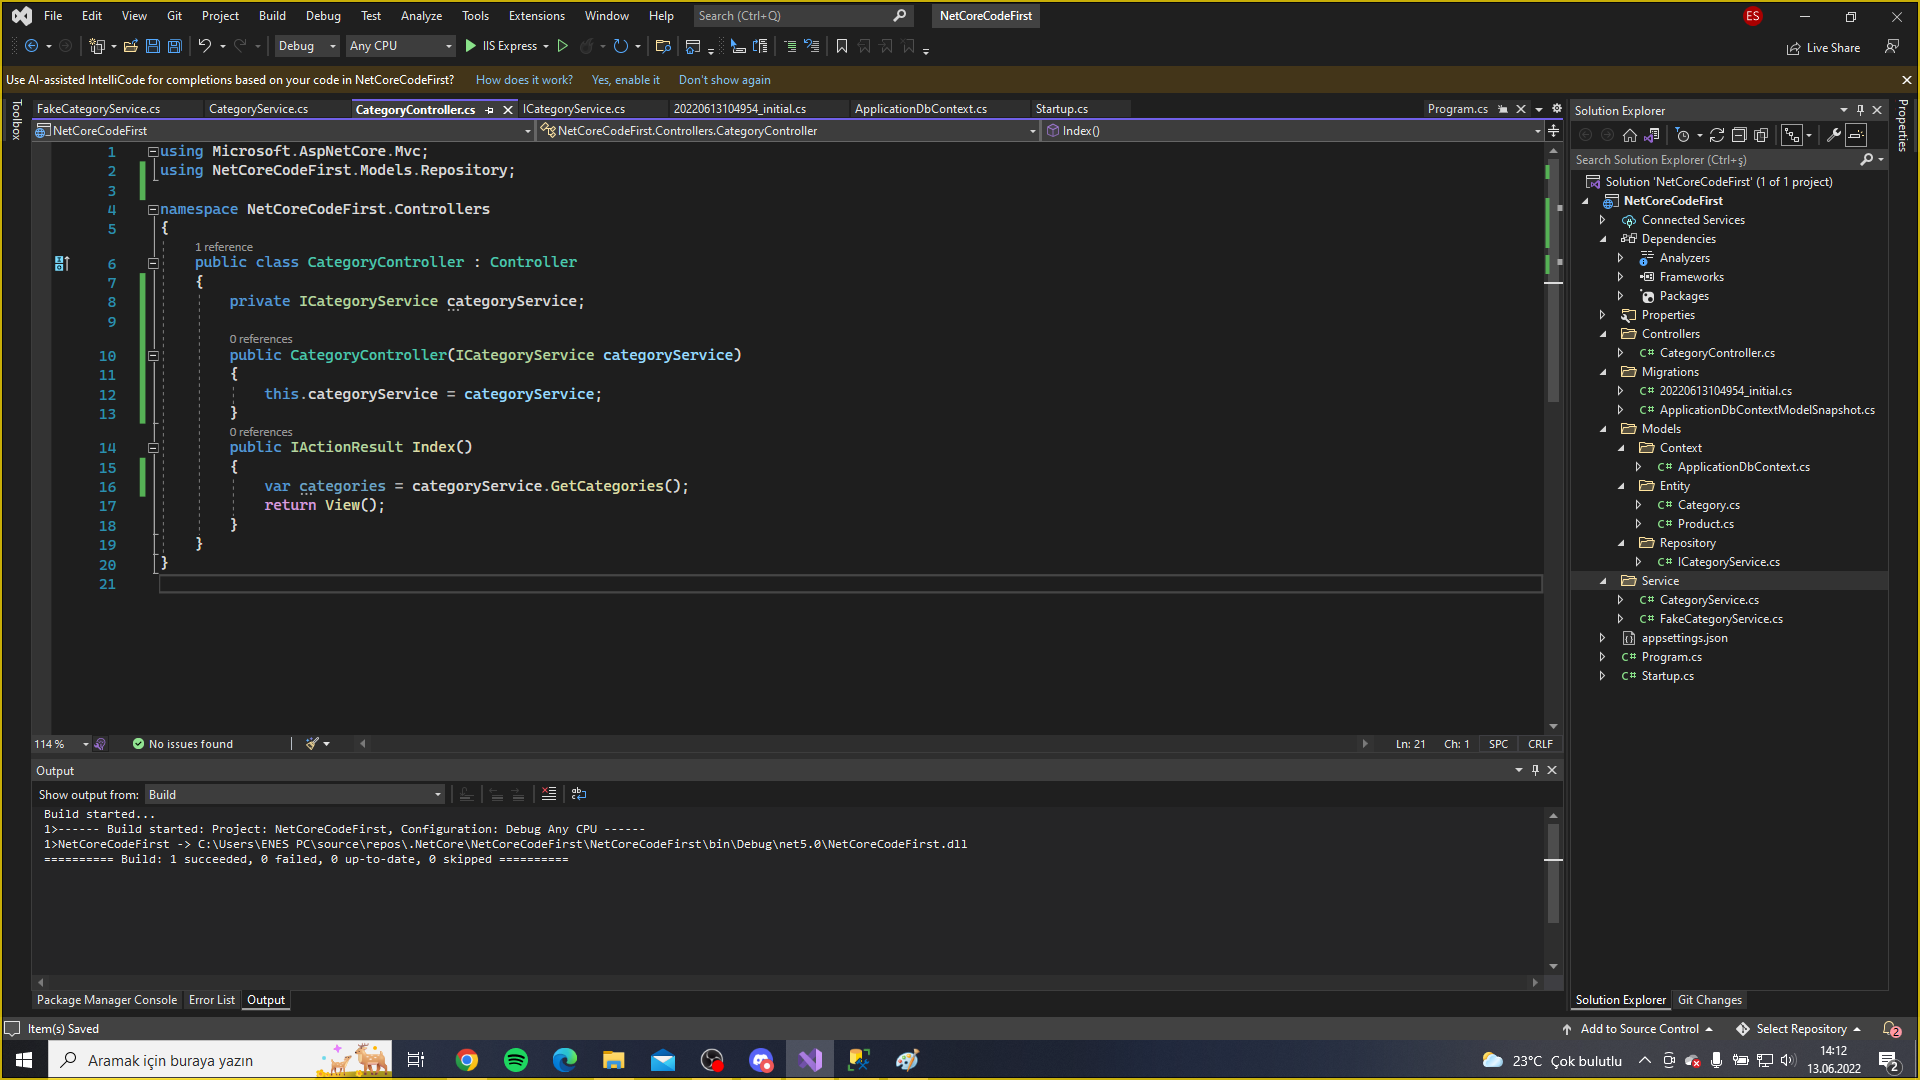 File Edit View Git Project Build Debug Test Analyze Tools Extensions Window Help Search (Ctrl+Q) NetCoreCodeFirst ES
Debug Any CPU IIS Express Live Share
Use AI-assisted IntelliCode for completions based on your code in NetCoreCodeFirst? How does it work? Yes, enable it Don't show again
Toolbox
FakeCategoryService.cs CategoryService.cs CategoryController.cs ICategoryService.cs 20220613104954_initial.cs ApplicationDbContext.cs Startup.cs Program.cs
NetCoreCodeFirst NetCoreCodeFirst.Controllers.CategoryController Index()
1 using Microsoft.AspNetCore.Mvc;
2 using NetCoreCodeFirst.Models.Repository;
3
4 namespace NetCoreCodeFirst.Controllers
5 {
1 reference
6 public class CategoryController : Controller
7 {
8 private ICategoryService categoryService;
9
0 references
10 public CategoryController(ICategoryService categoryService)
11 {
12 this.categoryService = categoryService;
13 }
0 references
14 public IActionResult Index()
15 {
16 var categories = categoryService.GetCategories();
17 return View();
18 }
19 }
20 }
21
114 % No issues found Ln: 21 Ch: 1 SPC CRLF
Output
Show output from: Build
Build started...
1>------ Build started: Project: NetCoreCodeFirst, Configuration: Debug Any CPU ------
1>NetCoreCodeFirst -> C:\Users\ENES PC\source\repos\.NetCore\NetCoreCodeFirst\NetCoreCodeFirst\bin\Debug\net5.0\NetCoreCodeFirst.dll
========== Build: 1 succeeded, 0 failed, 0 up-to-date, 0 skipped ==========
Package Manager Console Error List Output
Solution Explorer
Search Solution Explorer (Ctrl+ş)
Solution 'NetCoreCodeFirst' (1 of 1 project)
NetCoreCodeFirst
Connected Services
Dependencies
Analyzers
Frameworks
Packages
Properties
Controllers
C# CategoryController.cs
Migrations
C# 20220613104954_initial.cs
C# ApplicationDbContextModelSnapshot.cs
Models
Context
C# ApplicationDbContext.cs
Entity
C# Category.cs
C# Product.cs
Repository
C# ICategoryService.cs
Service
C# CategoryService.cs
C# FakeCategoryService.cs
appsettings.json
C# Program.cs
C# Startup.cs
Solution Explorer Git Changes
Properties
Item(s) Saved Add to Source Control Select Repository 2
Aramak için buraya yazın 23°C Çok bulutlu 14:12
13.06.2022 2